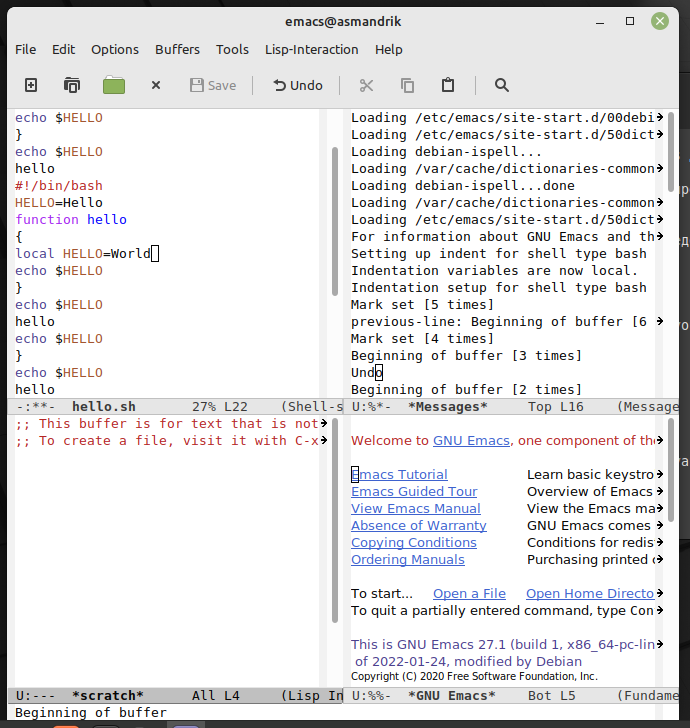 emacs@asmandrik
File Edit Options Buffers Tools Lisp-Interaction Help
Save Undo
echo $HELLO
}
echo $HELLO
hello
#!/bin/bash
HELLO=Hello
function hello
{
local HELLO=World
echo $HELLO
}
echo $HELLO
hello
echo $HELLO
}
echo $HELLO
hello
-:**- hello.sh 27% L22 (Shell-s
Loading /etc/emacs/site-start.d/00debi
Loading /etc/emacs/site-start.d/50dict
Loading debian-ispell...
Loading /var/cache/dictionaries-common
Loading debian-ispell...done
Loading /var/cache/dictionaries-common
Loading /etc/emacs/site-start.d/50dict
For information about GNU Emacs and th
Setting up indent for shell type bash
Indentation variables are now local.
Indentation setup for shell type bash
Mark set [5 times]
previous-line: Beginning of buffer [6
Mark set [4 times]
Beginning of buffer [3 times]
Undo
Beginning of buffer [2 times]
U:%*- *Messages* Top L16 (Message
;; This buffer is for text that is not
;; To create a file, visit it with C-x
U:--- *scratch* All L4 (Lisp In
Welcome to GNU Emacs, one component of the
Emacs Tutorial Learn basic keystro
Emacs Guided Tour Overview of Emacs
View Emacs Manual View the Emacs ma
Absence of Warranty GNU Emacs comes
Copying Conditions Conditions for redis
Ordering Manuals Purchasing printed c
To start... Open a File Open Home Directo
To quit a partially entered command, type Con
This is GNU Emacs 27.1 (build 1, x86_64-pc-lin
of 2022-01-24, modified by Debian
Copyright (C) 2020 Free Software Foundation, Inc.
U:%%- *GNU Emacs* Bot L5 (Fundame
Beginning of buffer